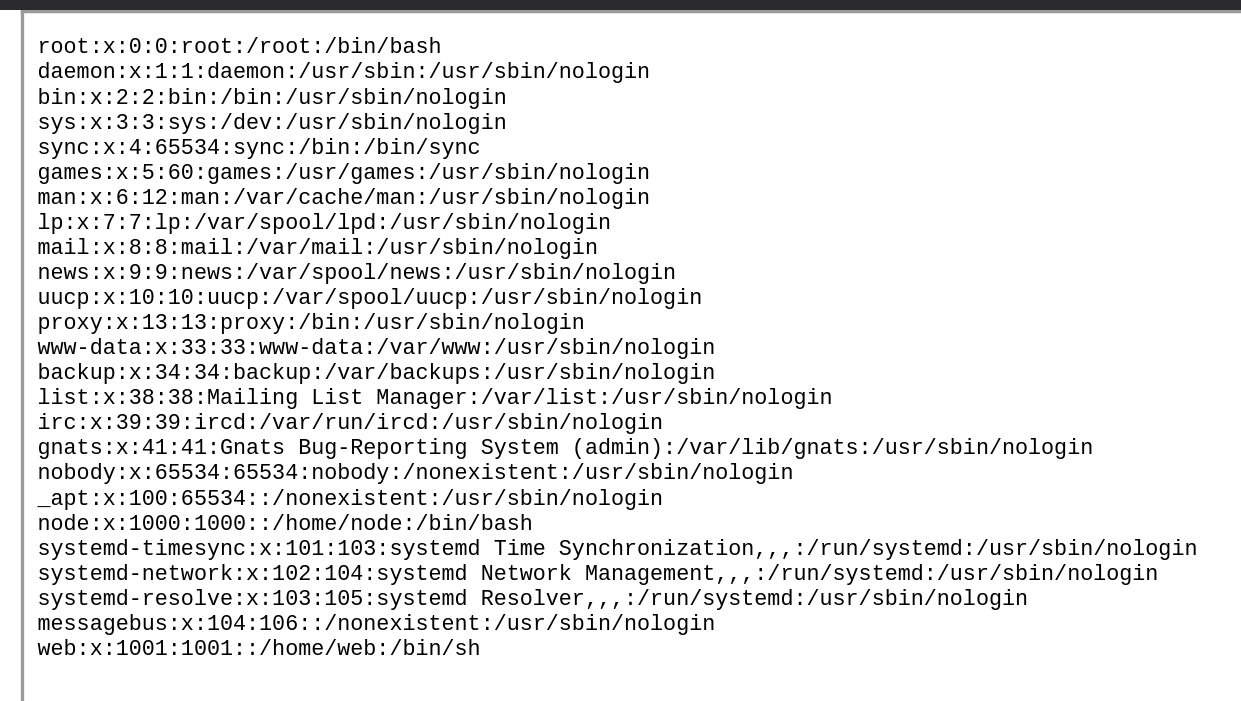 root:x:0:0:root:/root:/bin/bash
daemon:x:1:1:daemon:/usr/sbin:/usr/sbin/nologin
bin:x:2:2:bin:/bin:/usr/sbin/nologin
sys:x:3:3:sys:/dev:/usr/sbin/nologin
sync:x:4:65534:sync:/bin:/bin/sync
games:x:5:60:games:/usr/games:/usr/sbin/nologin
man:x:6:12:man:/var/cache/man:/usr/sbin/nologin
lp:x:7:7:lp:/var/spool/lpd:/usr/sbin/nologin
mail:x:8:8:mail:/var/mail:/usr/sbin/nologin
news:x:9:9:news:/var/spool/news:/usr/sbin/nologin
uucp:x:10:10:uucp:/var/spool/uucp:/usr/sbin/nologin
proxy:x:13:13:proxy:/bin:/usr/sbin/nologin
www-data:x:33:33:www-data:/var/www:/usr/sbin/nologin
backup:x:34:34:backup:/var/backups:/usr/sbin/nologin
list:x:38:38:Mailing List Manager:/var/list:/usr/sbin/nologin
irc:x:39:39:ircd:/var/run/ircd:/usr/sbin/nologin
gnats:x:41:41:Gnats Bug-Reporting System (admin):/var/lib/gnats:/usr/sbin/nologin
nobody:x:65534:65534:nobody:/nonexistent:/usr/sbin/nologin
_apt:x:100:65534::/nonexistent:/usr/sbin/nologin
node:x:1000:1000::/home/node:/bin/bash
systemd-timesync:x:101:103:systemd Time Synchronization,,,:/run/systemd:/usr/sbin/nologin
systemd-network:x:102:104:systemd Network Management,,,:/run/systemd:/usr/sbin/nologin
systemd-resolve:x:103:105:systemd Resolver,,,:/run/systemd:/usr/sbin/nologin
messagebus:x:104:106::/nonexistent:/usr/sbin/nologin
web:x:1001:1001::/home/web:/bin/sh